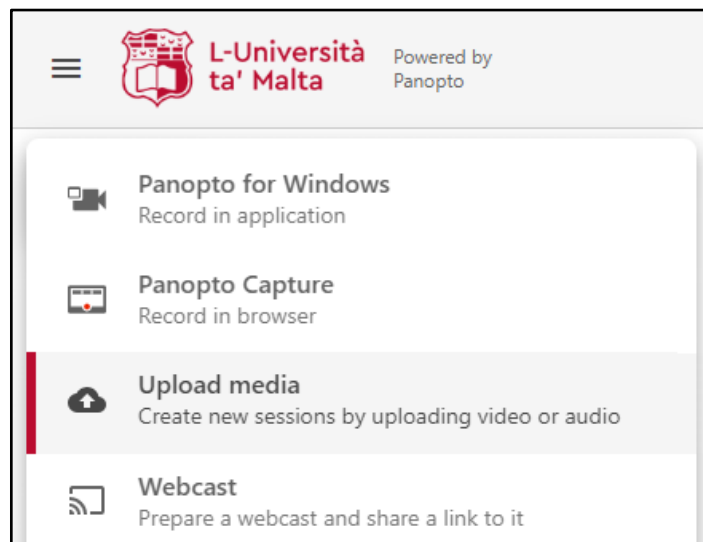 L-Università
ta' Malta
Powered by
Panopto
Panopto for Windows
Record in application
Panopto Capture
Record in browser
Upload media
Create new sessions by uploading video or audio
Webcast
Prepare a webcast and share a link to it